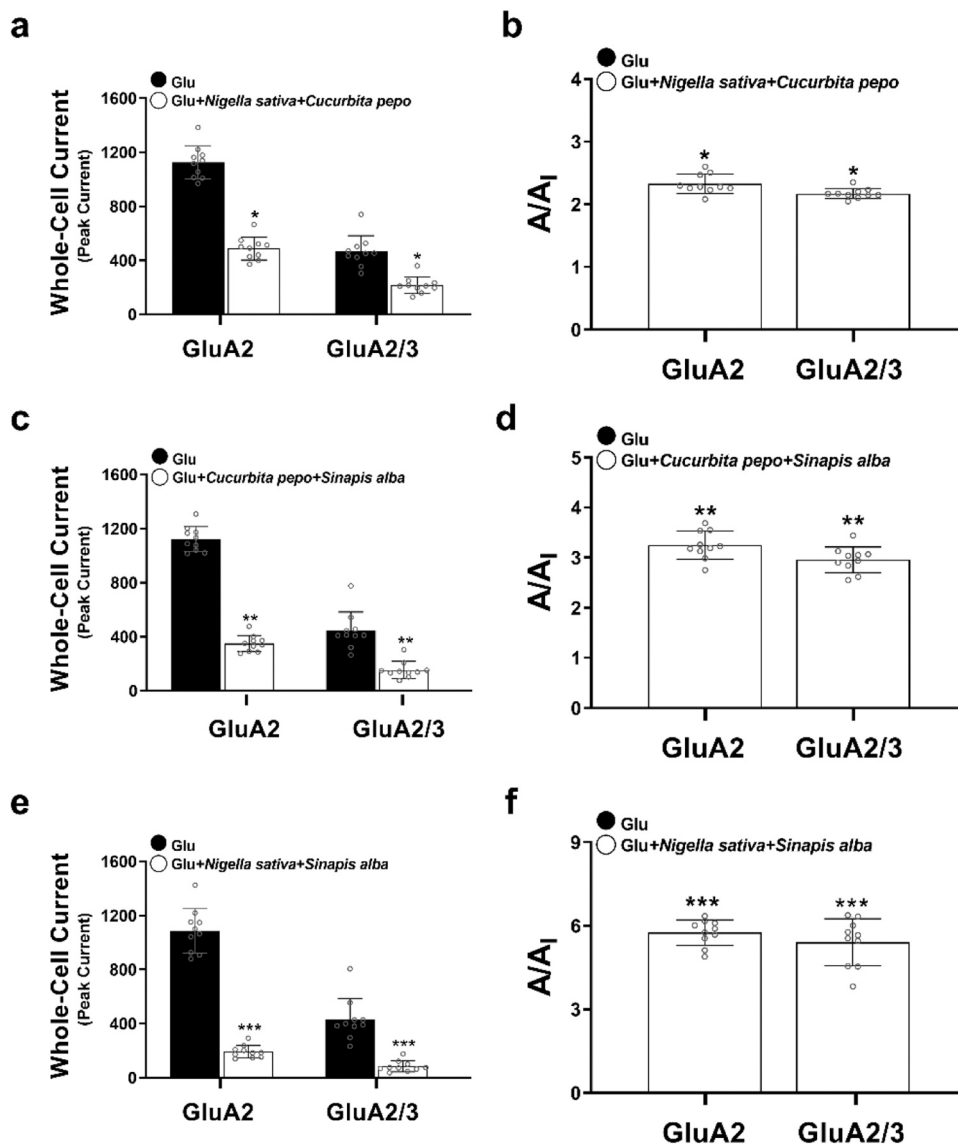 a
Glu
Glu+Nigella sativa+Cucurbita pepo
Whole-Cell Current
(Peak Current)
1600
1200
800
400
0
*
*
GluA2
GluA2/3
b
Glu
Glu+Nigella sativa+Cucurbita pepo
A/AI
4
3
2
1
0
*
*
GluA2
GluA2/3
c
Glu
Glu+Cucurbita pepo+Sinapis alba
Whole-Cell Current
(Peak Current)
1600
1200
800
400
0
**
**
GluA2
GluA2/3
d
Glu
Glu+Cucurbita pepo+Sinapis alba
A/AI
5
4
3
2
1
0
**
**
GluA2
GluA2/3
e
Glu
Glu+Nigella sativa+Sinapis alba
Whole-Cell Current
(Peak Current)
1600
1200
800
400
0
***
***
GluA2
GluA2/3
f
Glu
Glu+Nigella sativa+Sinapis alba
A/AI
9
6
3
0
***
***
GluA2
GluA2/3